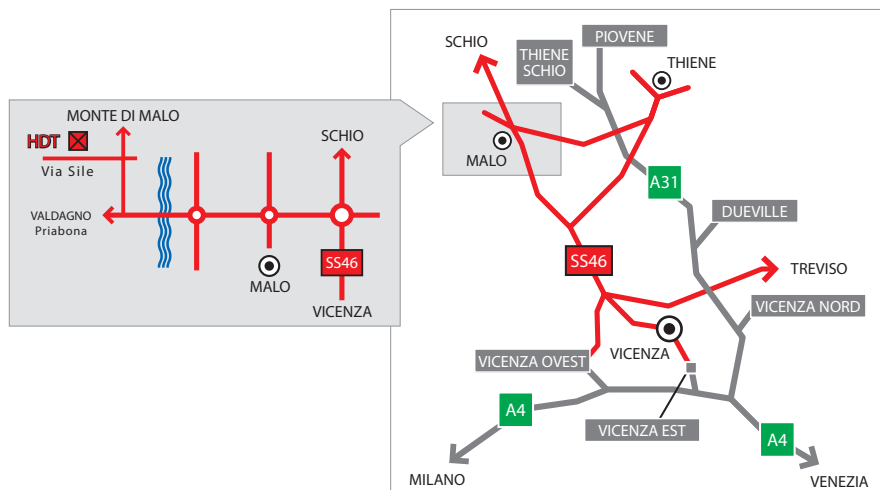 MONTE DI MALO
HDT
Via Sile
SCHIO
VALDAGNO
Priabona
SS46
MALO
VICENZA
SCHIO
PIOVENE
THIENE
SCHIO
THIENE
MALO
A31
DUEVILLE
SS46
TREVISO
VICENZA NORD
VICENZA
VICENZA OVEST
A4
VICENZA EST
A4
MILANO
VENEZIA